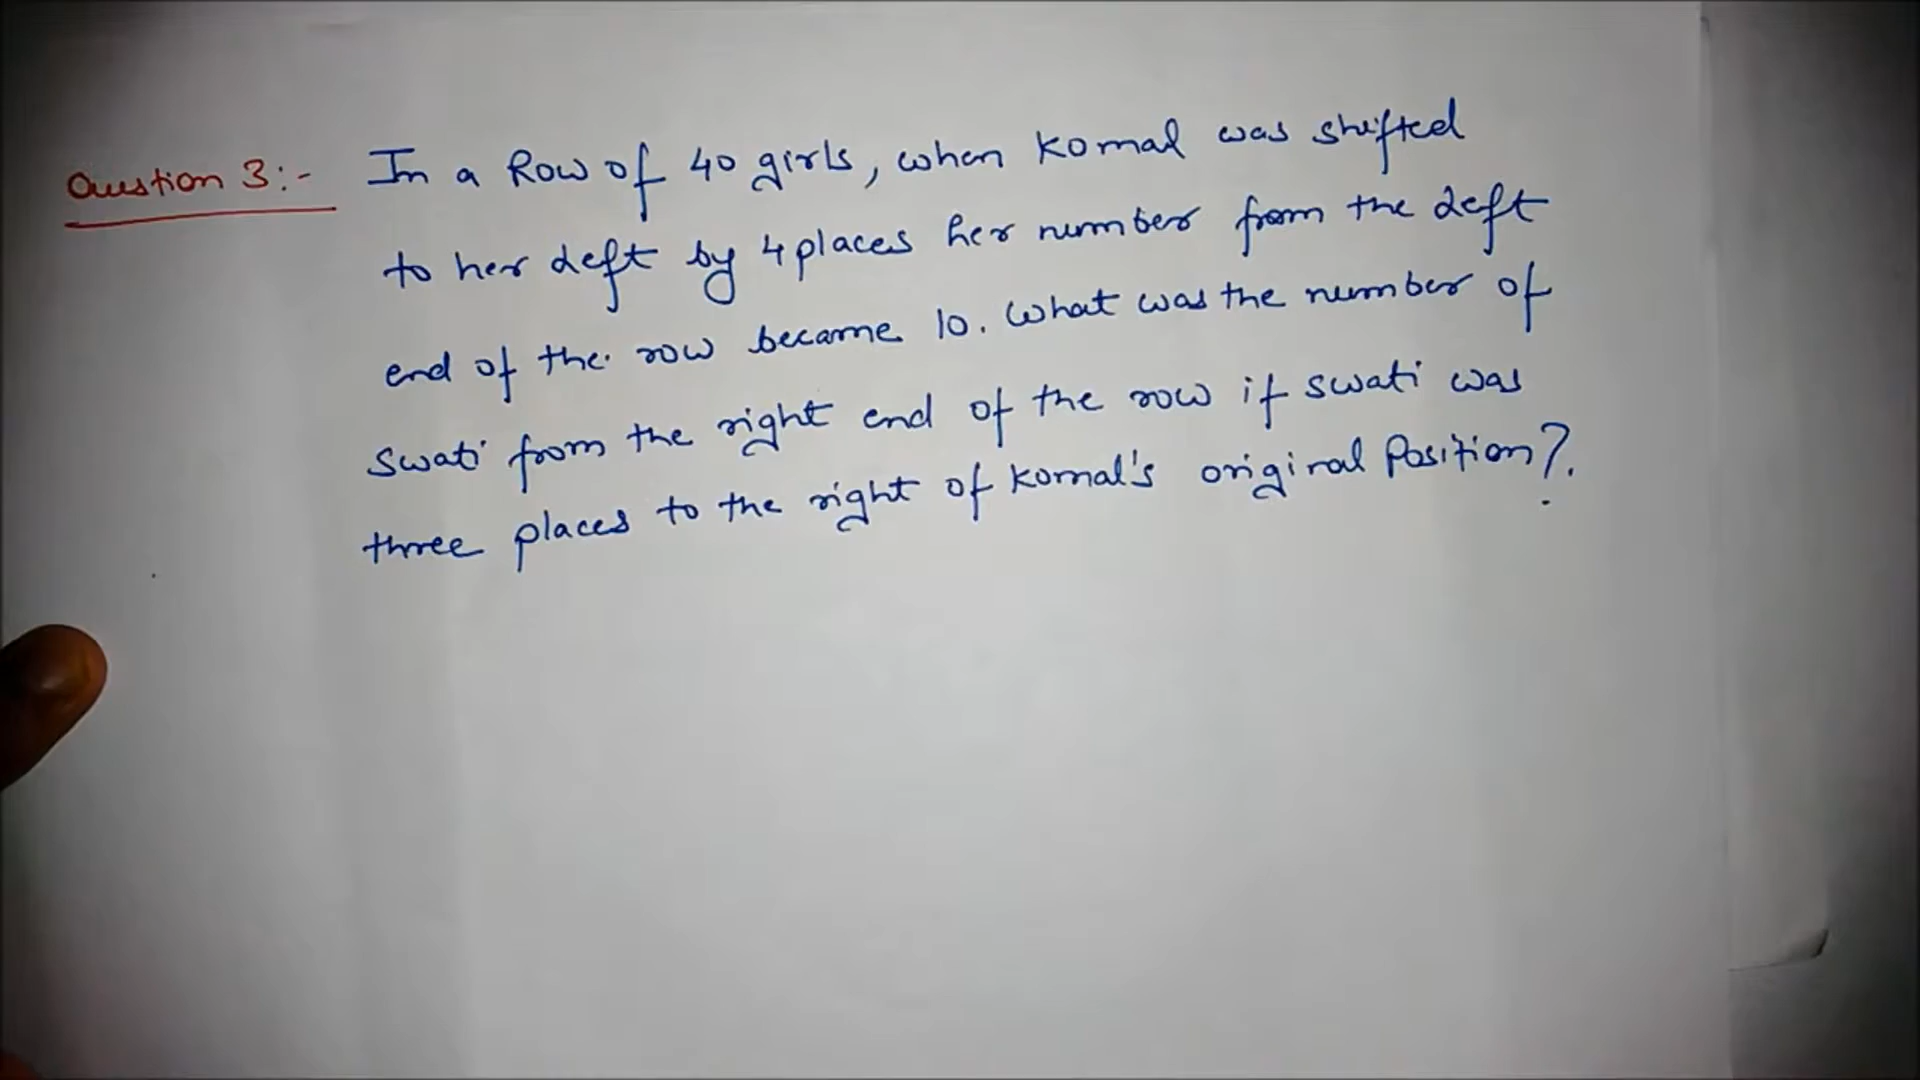 Question 3:- In a Row of 40 girls, when Komal was shifted
to her left by 4 places her number from the left
end of the row became 10. What was the number of
Swati from the right end of the row if swati was
three places to the right of Komal's original Position?.